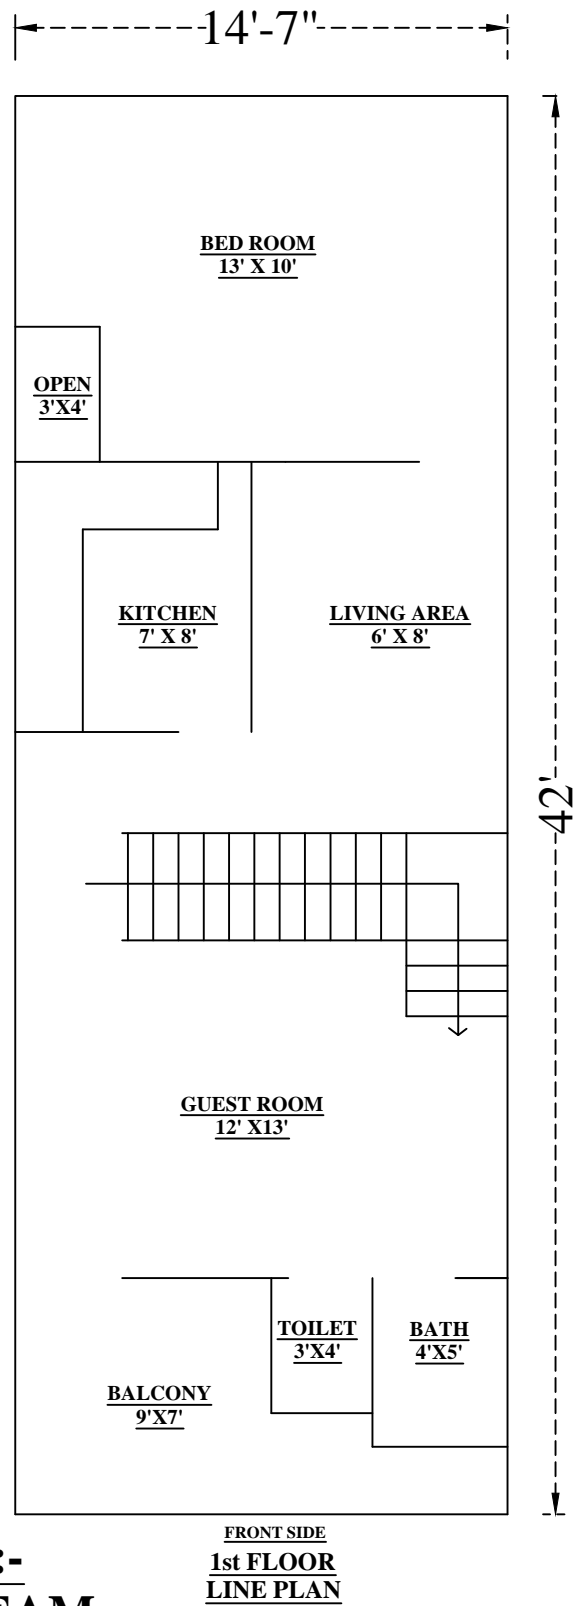 14'-7"
BED ROOM
13' X 10'
OPEN
3'X4'
KITCHEN
7' X 8'
LIVING AREA
6' X 8'
42'
GUEST ROOM
12' X13'
TOILET
3'X4'
BATH
4'X5'
BALCONY
9'X7'
FRONT SIDE
1st FLOOR
LINE PLAN